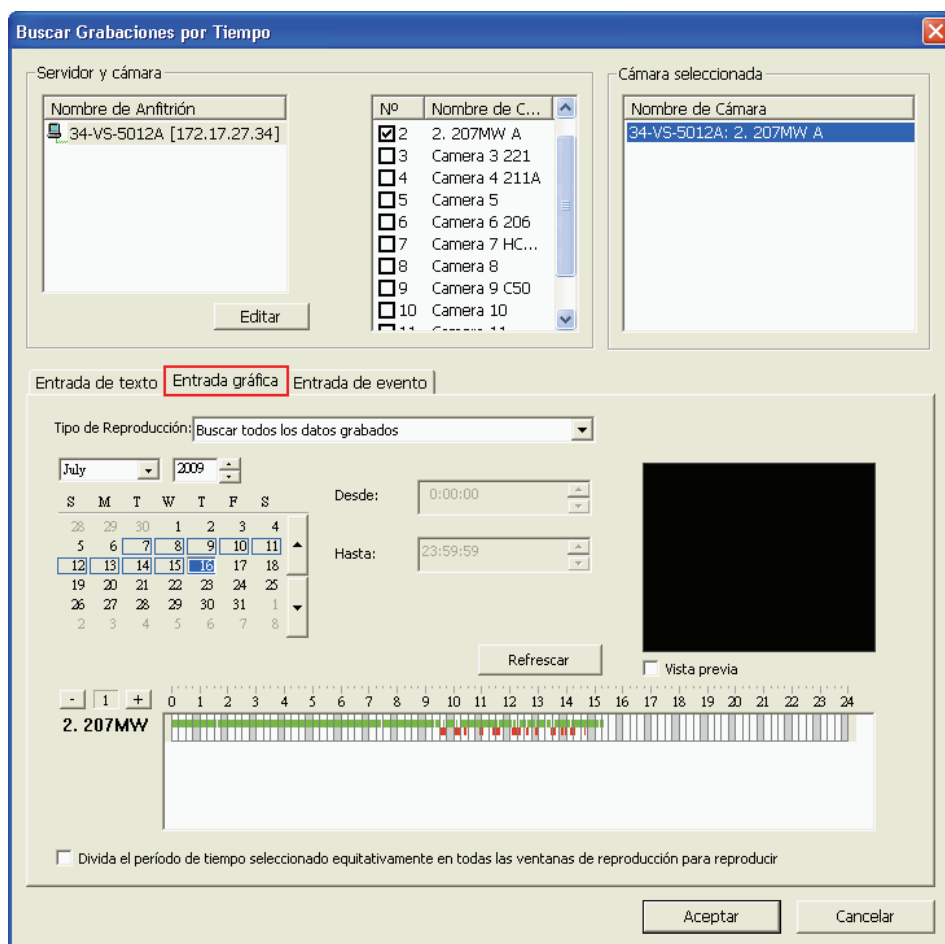 Buscar Grabaciones por Tiempo
Servidor y cámara
Nombre de Anfitrión
34-VS-5012A [172.17.27.34]
Editar
Nº Nombre de C...
2 2. 207MW A
3 Camera 3 221
4 Camera 4 211A
5 Camera 5
6 Camera 6 206
7 Camera 7 HC...
8 Camera 8
9 Camera 9 C50
10 Camera 10
11 Camera 11
Cámara seleccionada
Nombre de Cámara
34-VS-5012A: 2. 207MW A
Entrada de texto Entrada gráfica Entrada de evento
Tipo de Reproducción: Buscar todos los datos grabados
July 2009
S M T W T F S
28 29 30 1 2 3 4
5 6 7 8 9 10 11
12 13 14 15 16 17 18
19 20 21 22 23 24 25
26 27 28 29 30 31 1
2 3 4 5 6 7 8
Desde: 0:00:00
Hasta: 23:59:59
Refrescar
Vista previa
- 1 + 0 1 2 3 4 5 6 7 8 9 10 11 12 13 14 15 16 17 18 19 20 21 22 23 24
2. 207MW
Divida el período de tiempo seleccionado equitativamente en todas las ventanas de reproducción para reproducir
Aceptar Cancelar